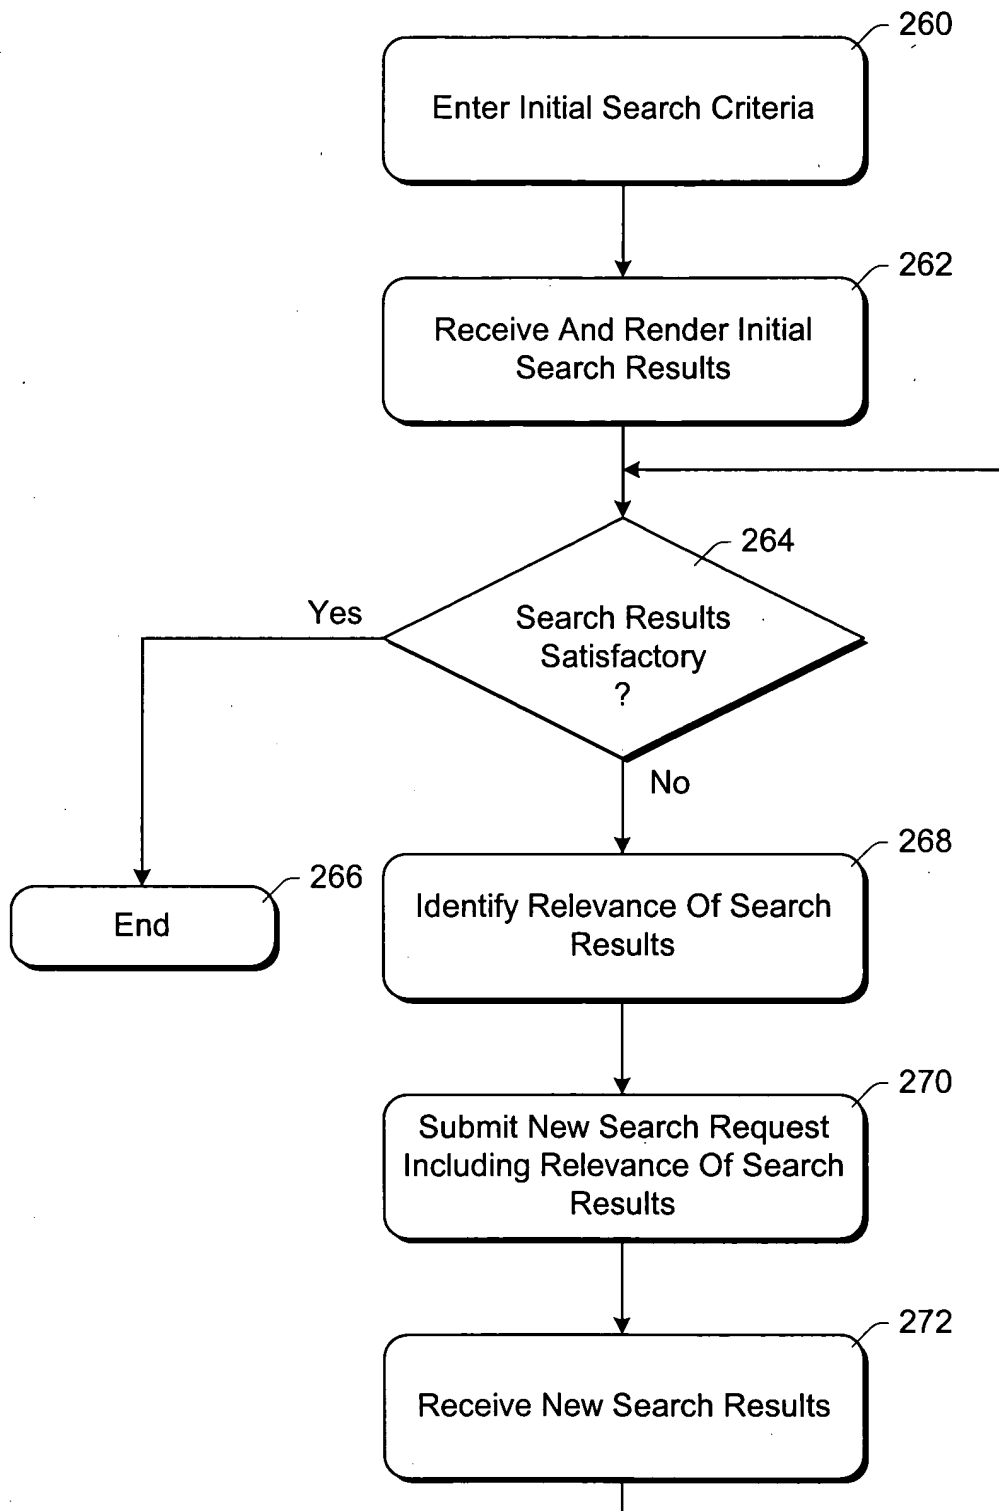 260
Enter Initial Search Criteria
262
Receive And Render Initial
Search Results
264
Search Results
Satisfactory
?
Yes
No
266
End
268
Identify Relevance Of Search
Results
270
Submit New Search Request
Including Relevance Of Search
Results
272
Receive New Search Results